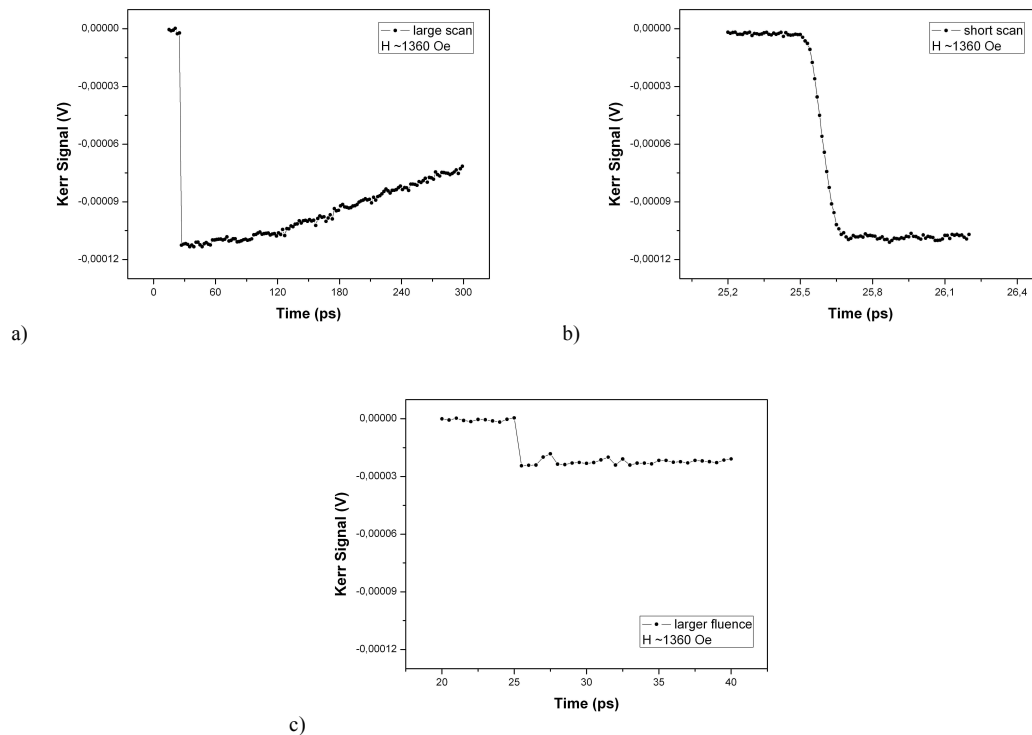 0,00000
-0,00003
-0,00006
-0,00009
-0,00012
Kerr Signal (V)
large scan
H ~1360 Oe
0 60 120 180 240 300
Time (ps)
a)
0,00000
-0,00003
-0,00006
-0,00009
-0,00012
Kerr Signal (V)
short scan
H ~1360 Oe
25,2 25,5 25,8 26,1 26,4
Time (ps)
b)
0,00000
-0,00003
-0,00006
-0,00009
-0,00012
Kerr Signal (V)
larger fluence
H ~1360 Oe
20 25 30 35 40
Time (ps)
c)